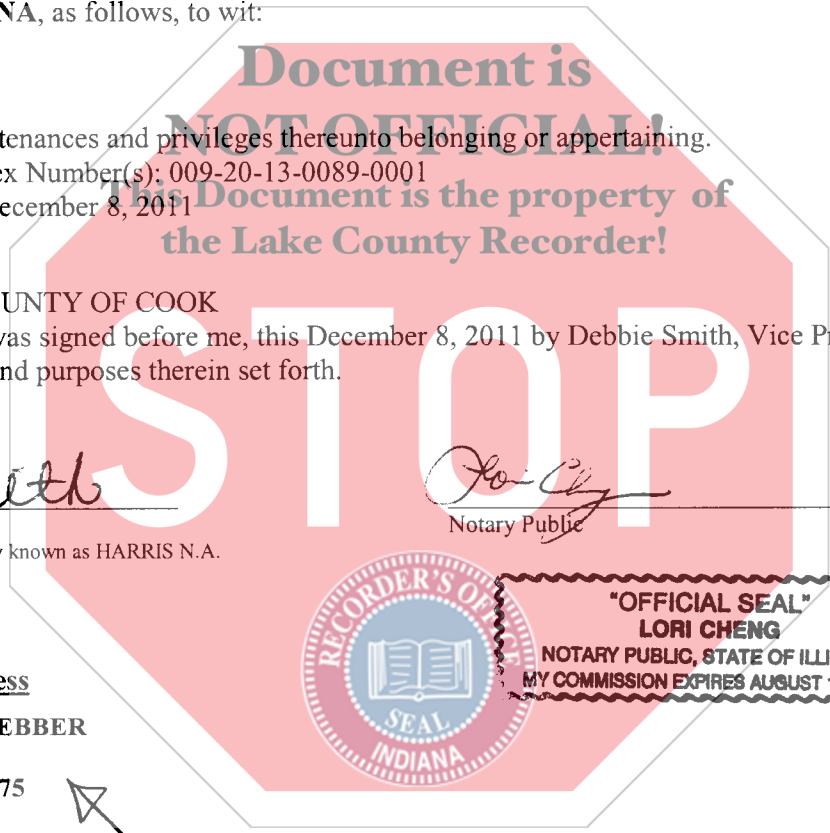 NA, as follows, to wit:
Document is
NOT OFFICIAL!
tenances and privileges thereunto belonging or appertaining.
ex Number(s): 009-20-13-0089-0001
This Document is the property of
ecember 8, 2011
the Lake County Recorder!
UNTY OF COOK
was signed before me, this December 8, 2011 by Debbie Smith, Vice Pr
nd purposes therein set forth.
STOP
Notary Public
y known as HARRIS N.A.
RECORDER'S OFFICE
SEAL
INDIANA
"OFFICIAL SEAL"
LORI CHENG
NOTARY PUBLIC, STATE OF ILLI
MY COMMISSION EXPIRES AUGUST 1
ess
EBBER
75